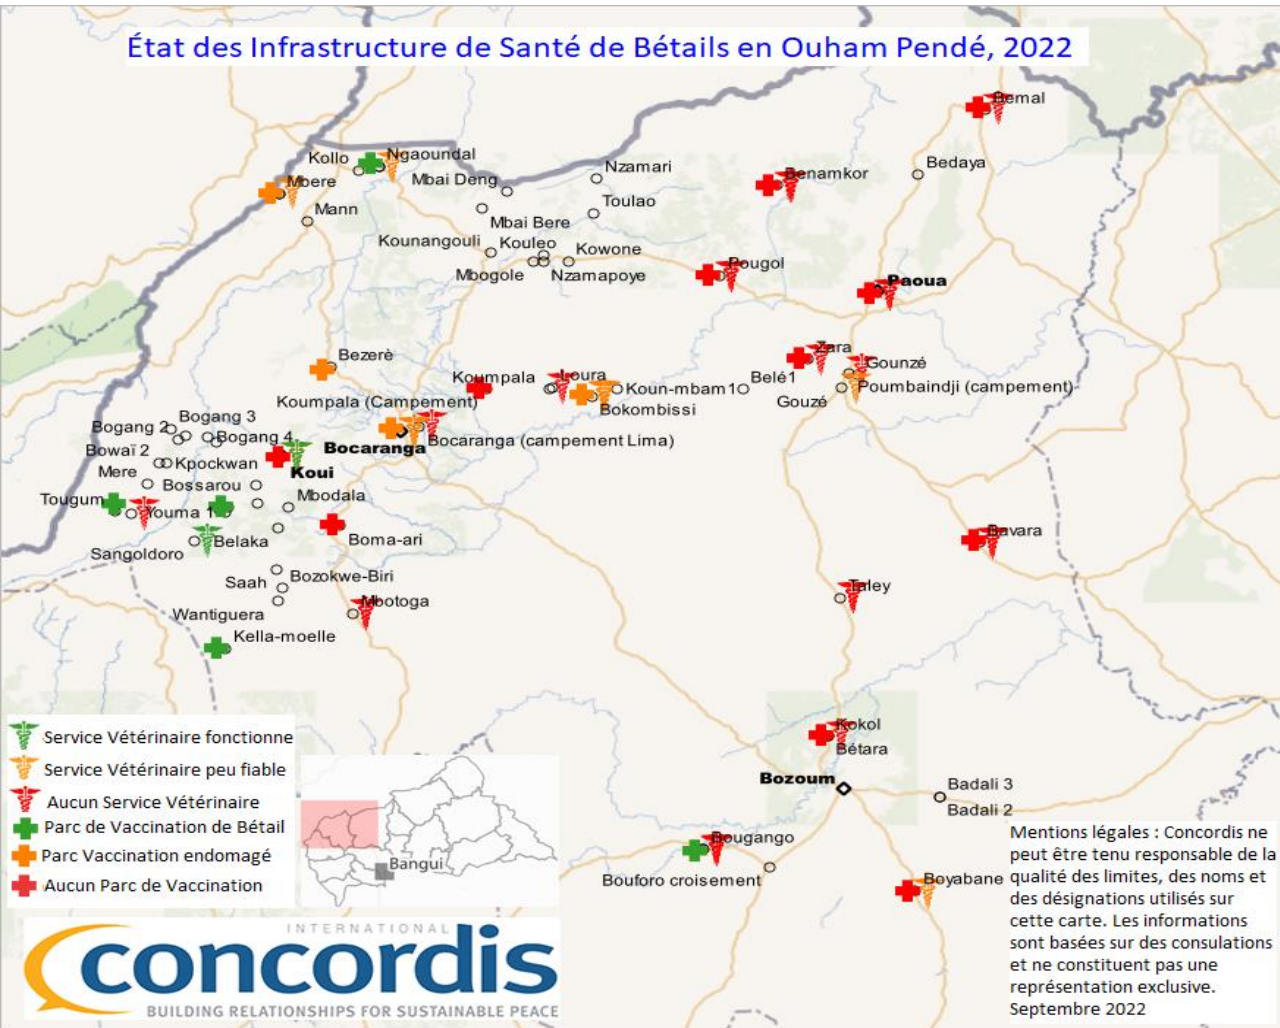 État des Infrastructure de Santé de Bétails en Ouham Pendé, 2022
Bemal
Kollo
Ngaoundal
Mbere
Mbai Deng
Nzamari
Benamkor
Bedaya
Mann
Toulao
Mbai Bere
Kounangouli
Kouleo
Kowone
Mbogole
Nzamapoye
Pougol
Paoua
Bezerè
Zara
Gounzé
Koumpala
Loura
Koun-mbam1
Belé1
Poumbaindji (campement)
Koumpala (Campement)
Bokombissi
Gouzé
Bogang 3
Bogang 2
Bogang 4
Bocaranga (campement Lima)
Bocaranga
Bowaï 2
Kpockwan
Koui
Mere
Bossarou
Mbodala
Tougum
Youma 1
Boma-ari
Bavara
Sangoldoro
Belaka
Saah
Bozokwe-Biri
Taley
Mbotoga
Wantiguera
Kella-moelle
Kokol
Bétara
Bozoum
Badali 3
Badali 2
Bougango
Bouforo croisement
Boyabane
Service Vétérinaire fonctionne
Service Vétérinaire peu fiable
Aucun Service Vétérinaire
Parc de Vaccination de Bétail
Parc Vaccination endomagé
Aucun Parc de Vaccination
Bangui
INTERNATIONAL
concordis
BUILDING RELATIONSHIPS FOR SUSTAINABLE PEACE
Mentions légales : Concordis ne
peut être tenu responsable de la
qualité des limites, des noms et
des désignations utilisés sur
cette carte. Les informations
sont basées sur des consulations
et ne constituent pas une
représentation exclusive.
Septembre 2022